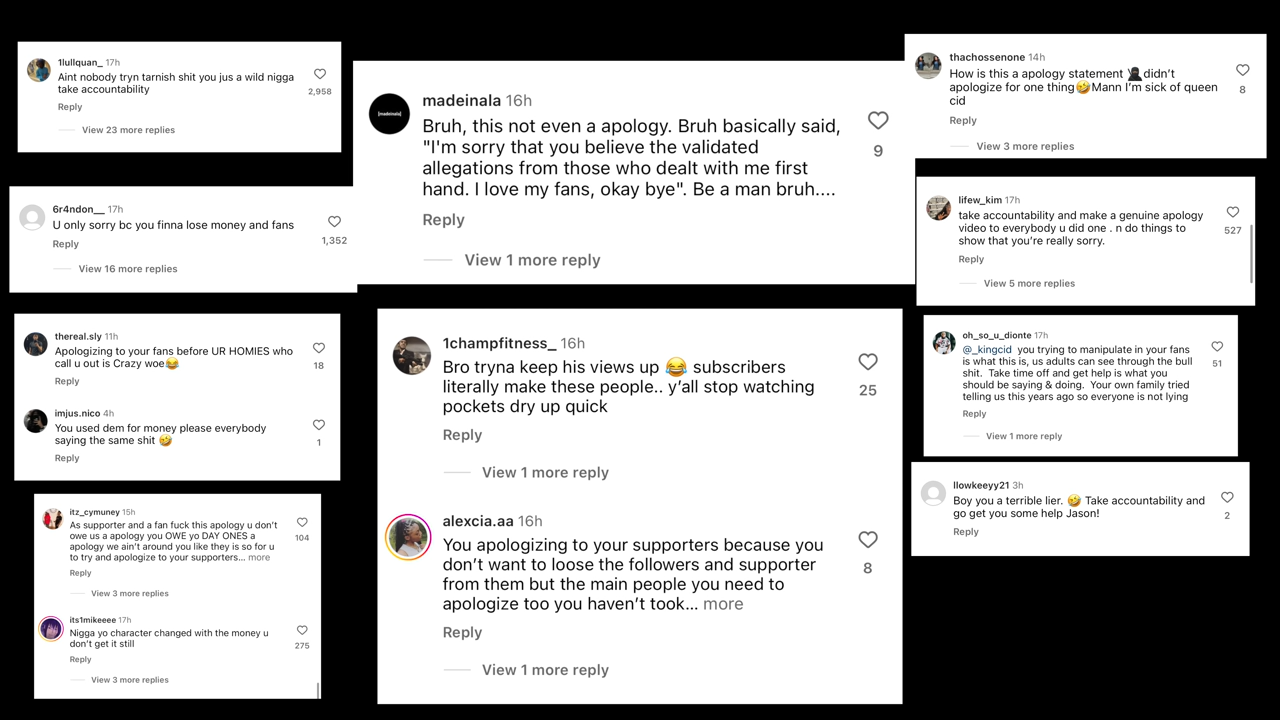 1lullquan_ 17h
Aint nobody tryn tarnish shit you jus a wild nigga
take accountability
2,958
Reply
View 23 more replies
6r4ndon__ 17h
U only sorry bc you finna lose money and fans
1,352
Reply
View 16 more replies
thereal.sly 11h
Apologizing to your fans before UR HOMIES who
call u out is Crazy woe😂
18
Reply
imjus.nico 4h
You used dem for money please everybody
saying the same shit 🤣
1
Reply
itz_cymuney 15h
As supporter and a fan fuck this apology u don't
owe us a apology you OWE yo DAY ONES a
apology we ain't around you like they is so for u
to try and apologize to your supporters... more
104
Reply
View 3 more replies
its1mikeeee 17h
Nigga yo character changed with the money u
don't get it still
275
Reply
View 3 more replies
[madeinala]
madeinala 16h
Bruh, this not even a apology. Bruh basically said,
"I'm sorry that you believe the validated
allegations from those who dealt with me first
hand. I love my fans, okay bye". Be a man bruh....
9
Reply
View 1 more reply
1champfitness_ 16h
Bro tryna keep his views up 😂 subscribers
literally make these people.. y'all stop watching
pockets dry up quick
25
Reply
View 1 more reply
alexcia.aa 16h
You apologizing to your supporters because you
don't want to loose the followers and supporter
from them but the main people you need to
apologize too you haven't took... more
8
Reply
View 1 more reply
thachossenone 14h
How is this a apology statement 🥷🏿didn't
apologize for one thing🤣Mann I'm sick of queen
cid
8
Reply
View 3 more replies
lifew_kim 17h
take accountability and make a genuine apology
video to everybody u did one . n do things to
show that you're really sorry.
527
Reply
View 5 more replies
oh_so_u_dionte 17h
@_kingcid you trying to manipulate in your fans
is what this is, us adults can see through the bull
shit. Take time off and get help is what you
should be saying & doing. Your own family tried
telling us this years ago so everyone is not lying
51
Reply
View 1 more reply
llowkeeyy21 3h
Boy you a terrible lier. 🤣 Take accountability and
go get you some help Jason!
2
Reply